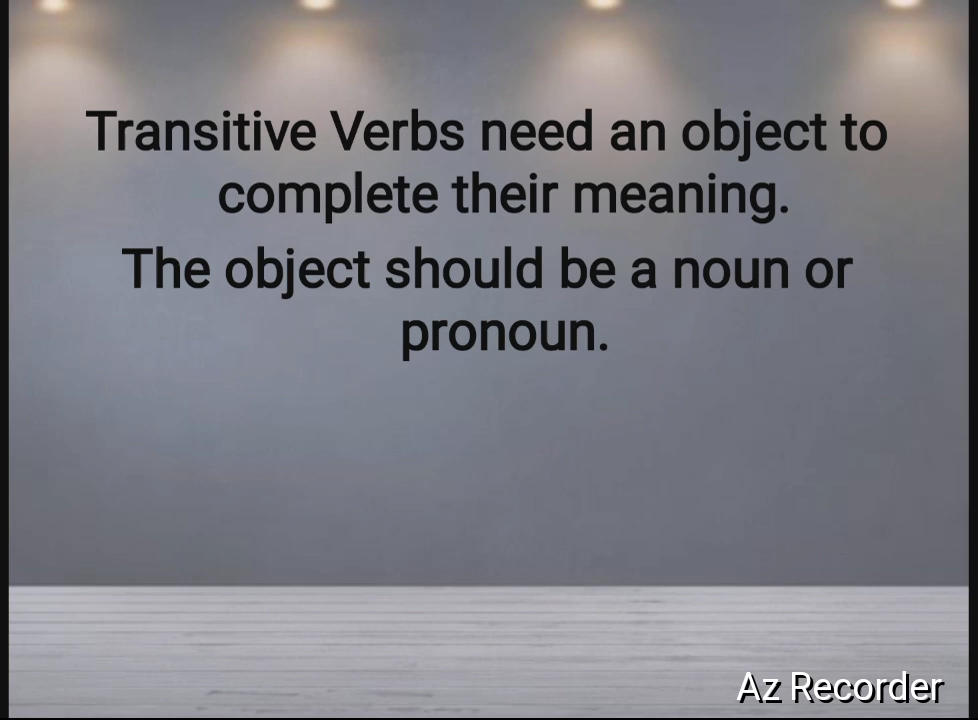 Transitive Verbs need an object to
complete their meaning.
The object should be a noun or
pronoun.
Az Recorder